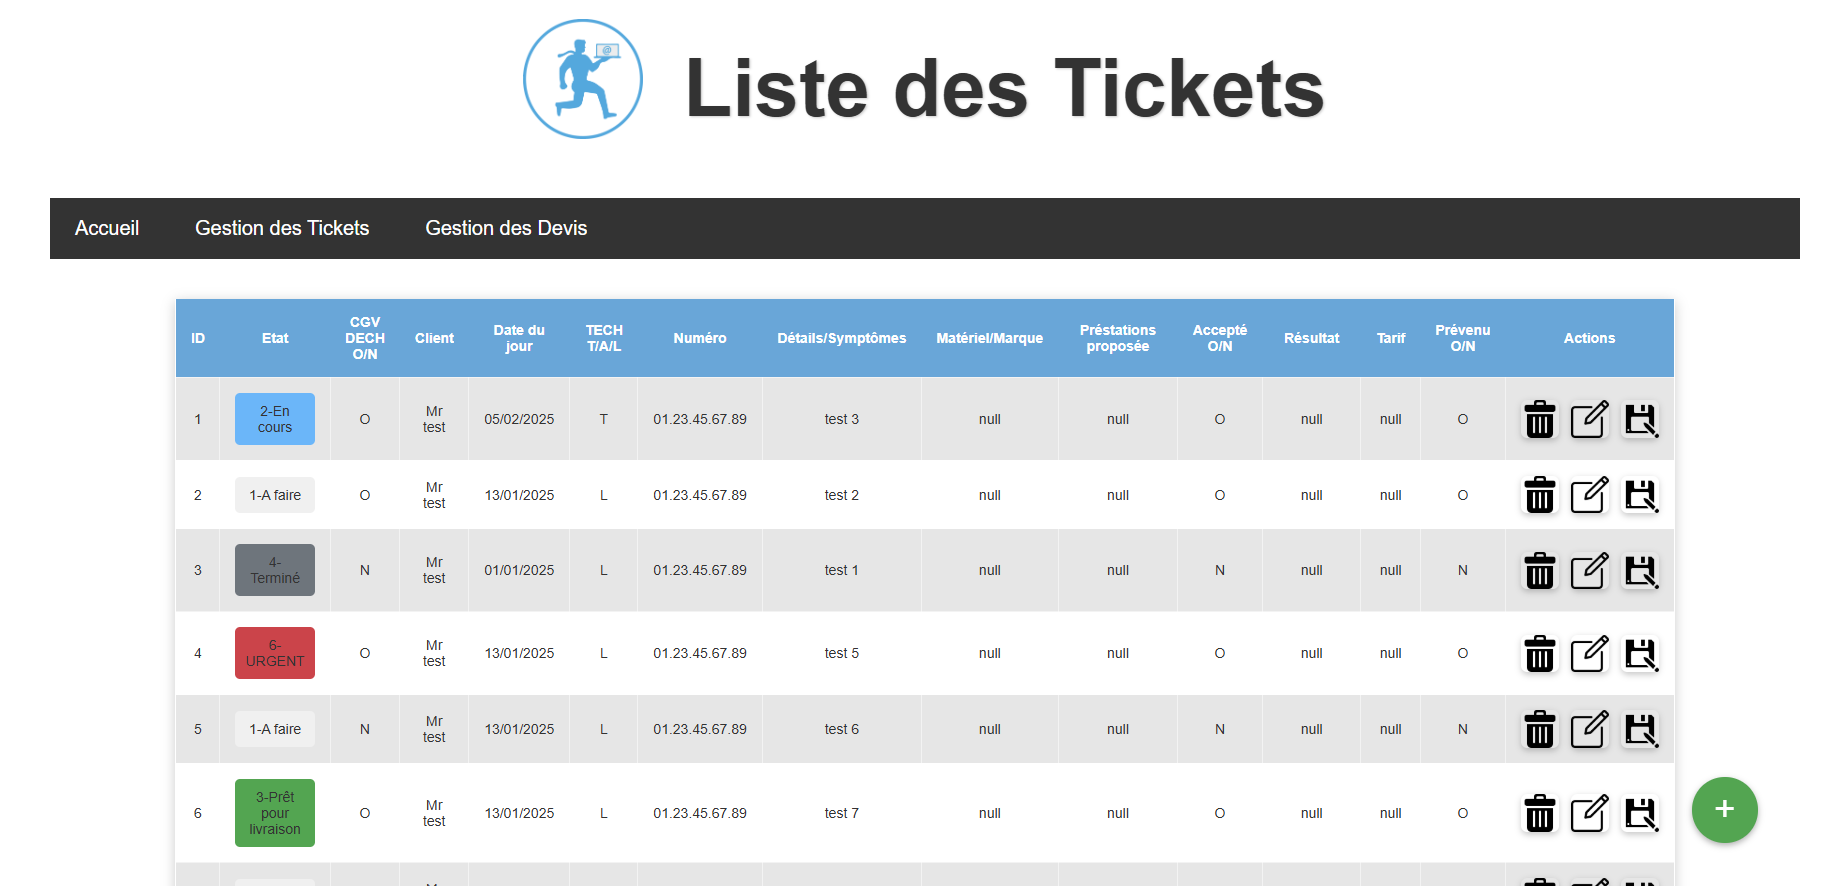 @
Liste des Tickets
Accueil Gestion des Tickets Gestion des Devis
ID Etat CGV DECH O/N Client Date du jour TECH T/A/L Numéro Détails/Symptômes Matériel/Marque Préstations proposée Accepté O/N Résultat Tarif Prévenu O/N Actions
1 2-En cours O Mr test 05/02/2025 T 01.23.45.67.89 test 3 null null O null null O
2 1-A faire O Mr test 13/01/2025 L 01.23.45.67.89 test 2 null null O null null O
3 4-Terminé N Mr test 01/01/2025 L 01.23.45.67.89 test 1 null null N null null N
4 6-URGENT O Mr test 13/01/2025 L 01.23.45.67.89 test 5 null null O null null O
5 1-A faire N Mr test 13/01/2025 L 01.23.45.67.89 test 6 null null N null null N
6 3-Prêt pour livraison O Mr test 13/01/2025 L 01.23.45.67.89 test 7 null null O null null O
+